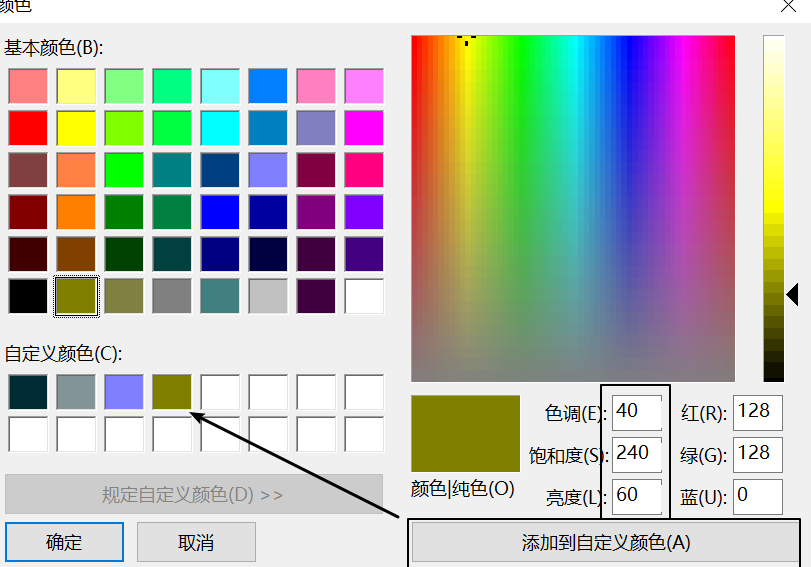 颜色
基本颜色(B):
自定义颜色(C):
规定自定义颜色(D) >>
确定
取消
颜色|纯色(O)
色调(E): 40
饱和度(S): 240
亮度(L): 60
红(R): 128
绿(G): 128
蓝(U): 0
添加到自定义颜色(A)